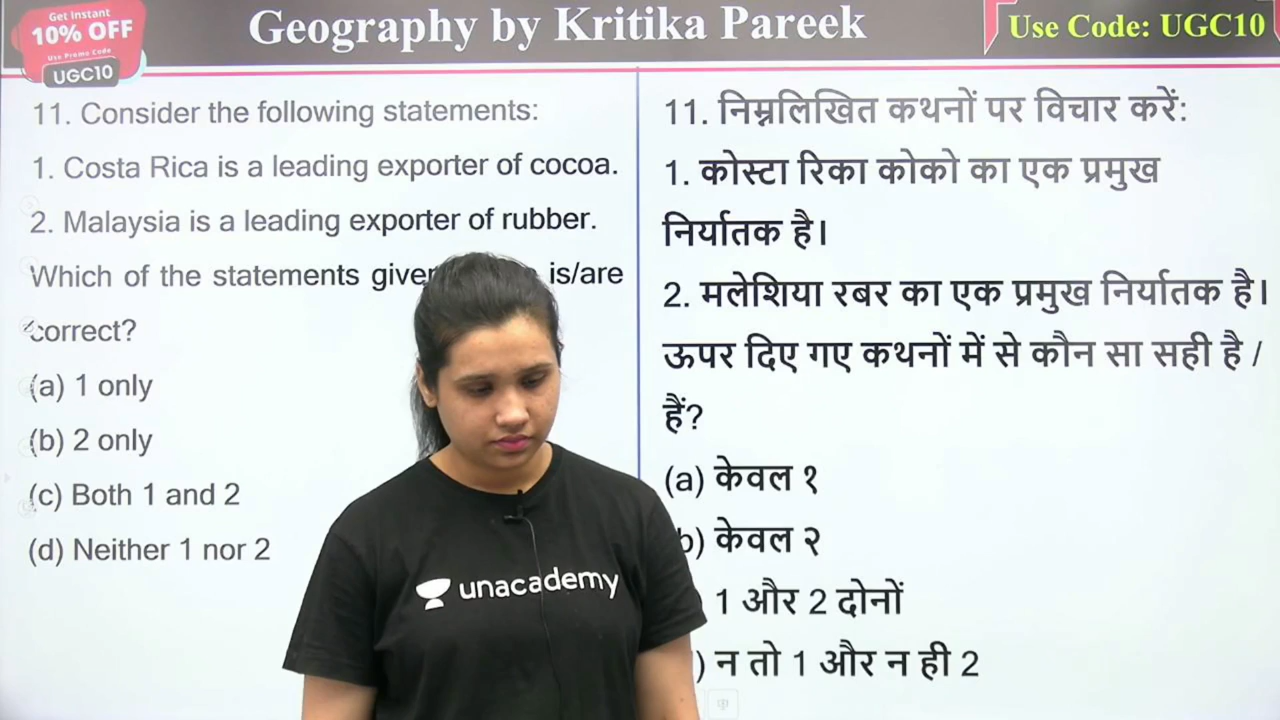 Get Instant
10% OFF
Use Promo Code
UGC10
Geography by Kritika Pareek
Use Code: UGC10
11. Consider the following statements:
1. Costa Rica is a leading exporter of cocoa.
2. Malaysia is a leading exporter of rubber.
Which of the statements is/are
correct?
(a) 1 only
(b) 2 only
(c) Both 1 and 2
(d) Neither 1 nor 2
11. निम्नलिखित कथनों पर विचार करें:
1. कोस्टा रिका कोको का एक प्रमुख
निर्यातक है।
2. मलेशिया रबर का एक प्रमुख निर्यातक है।
ऊपर दिए गए कथनों में से कौन सा सही है /
हैं?
(a) केवल १
b) केवल २
1 और 2 दोनों
) न तो 1 और न ही 2
unacademy